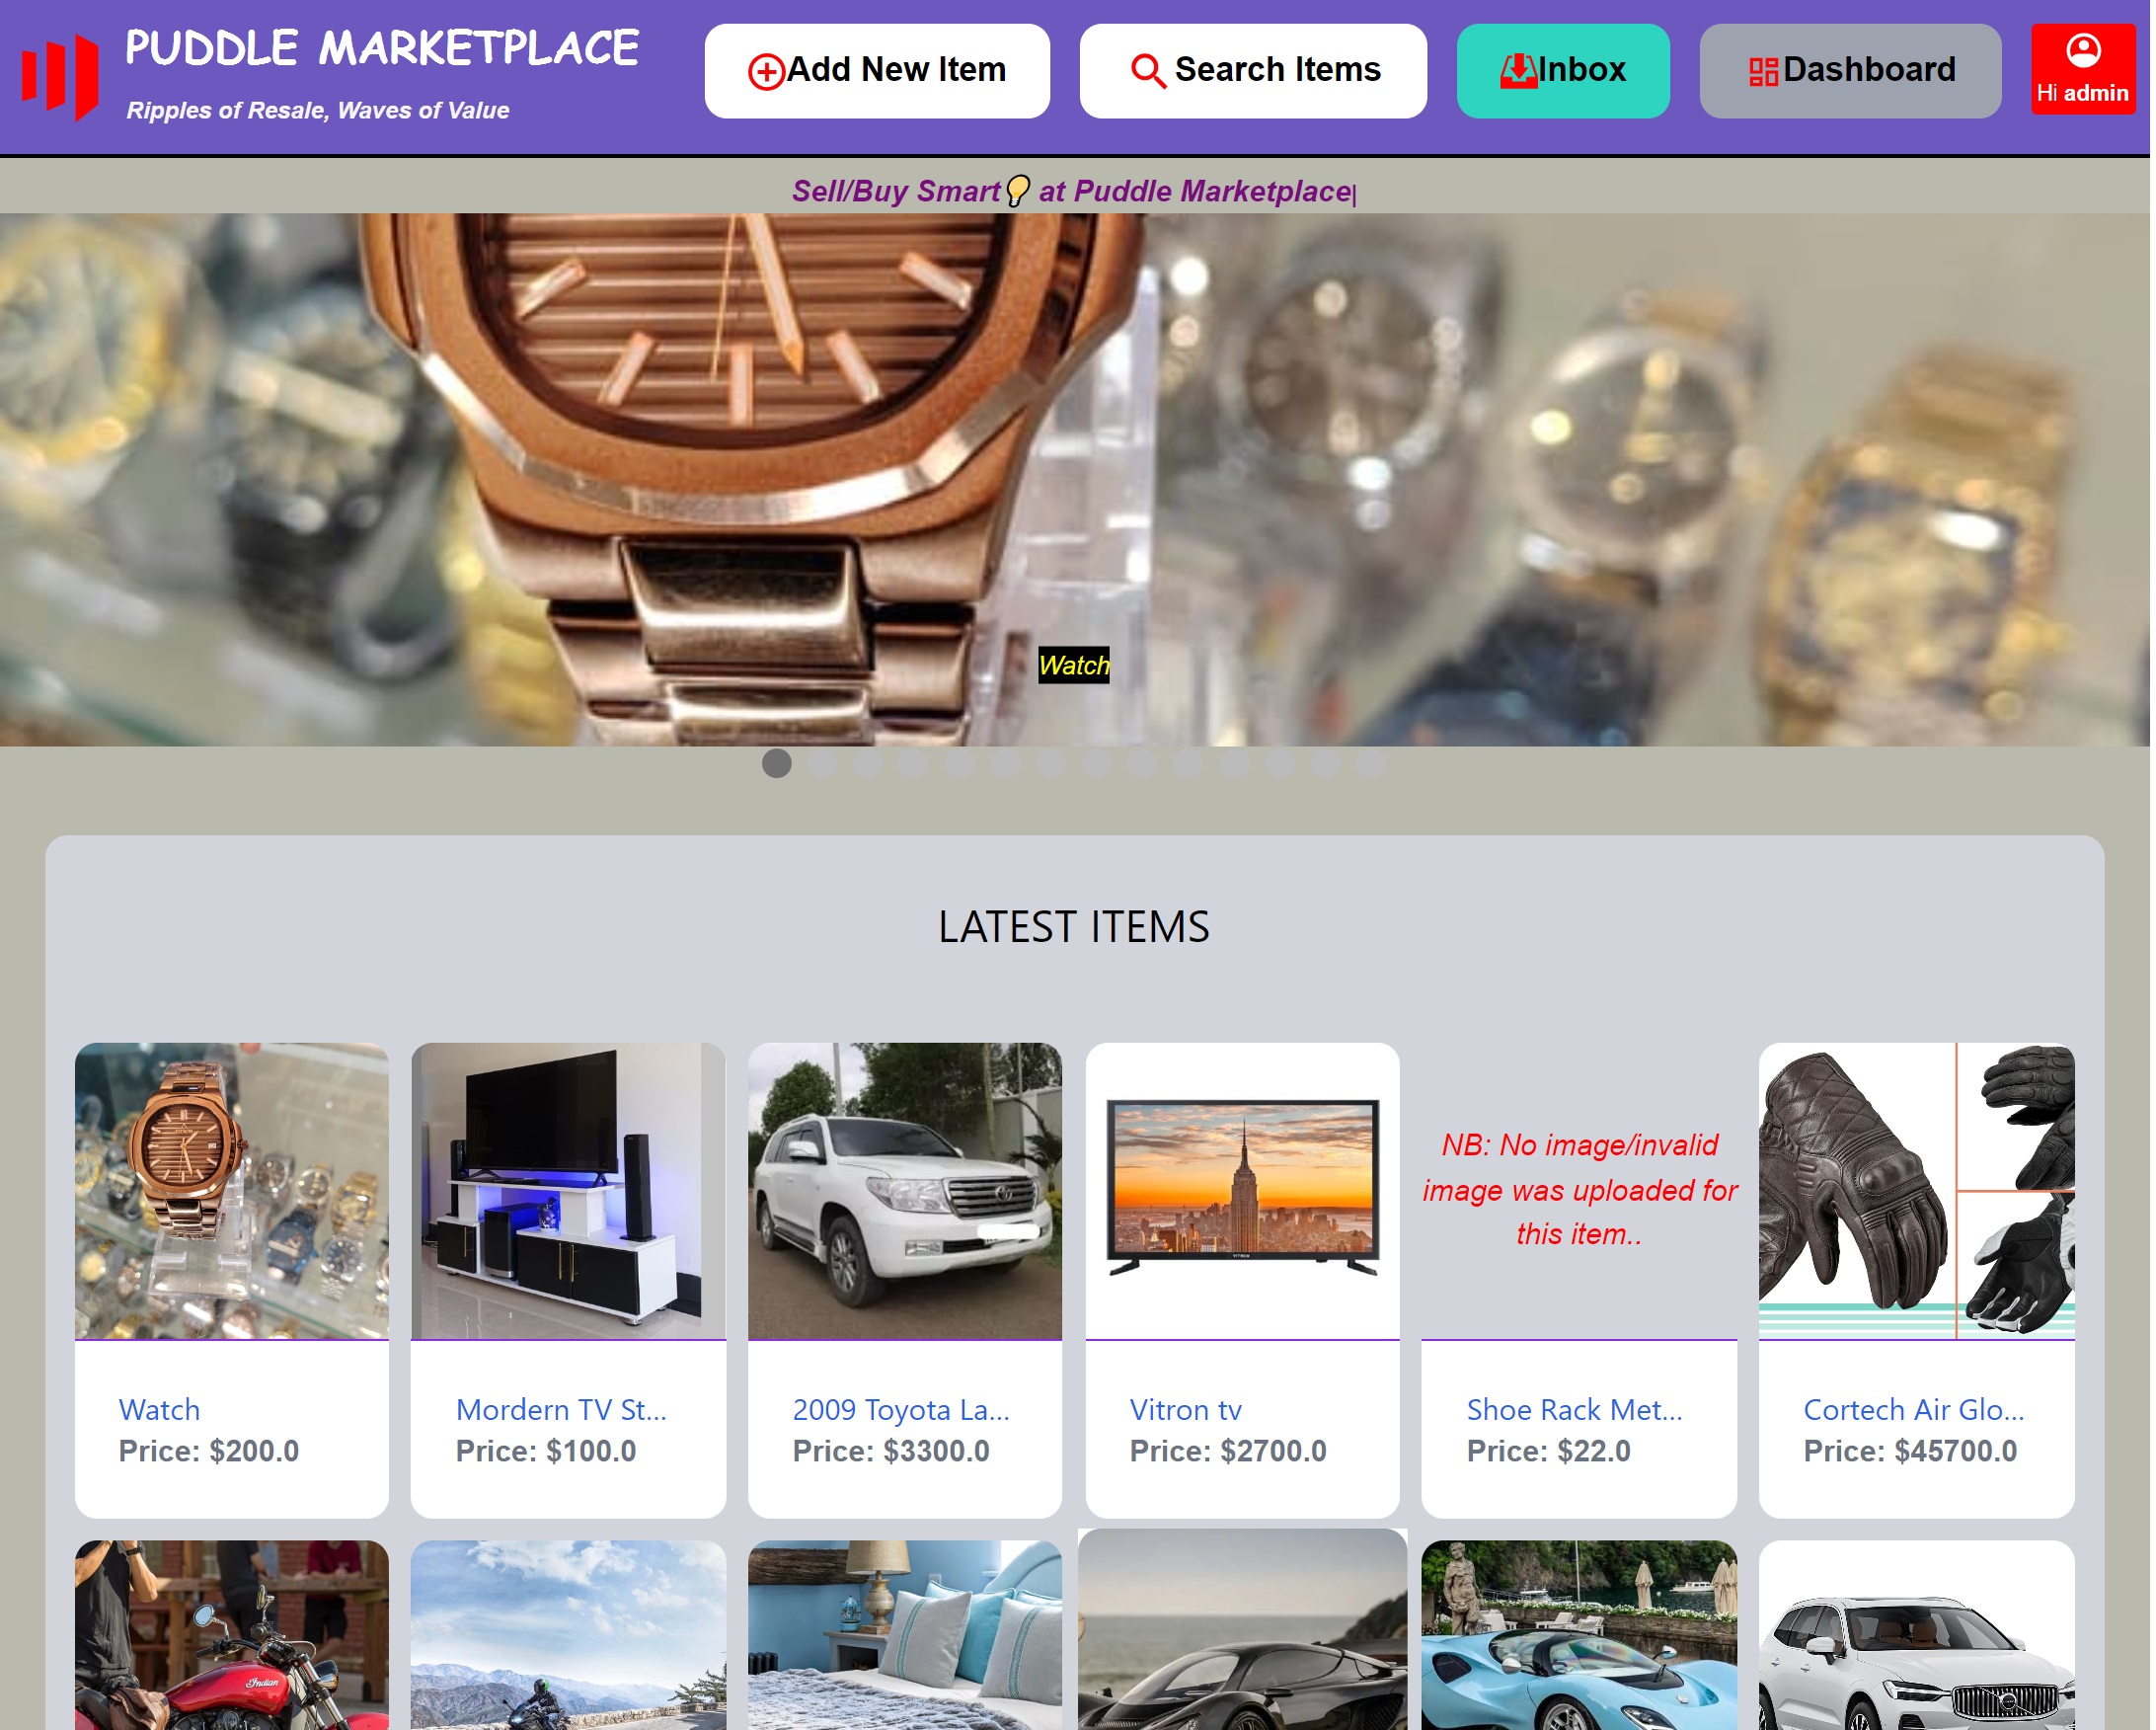 PUDDLE MARKETPLACE
Ripples of Resale, Waves of Value
Add New Item
Search Items
Inbox
Dashboard
Hi admin
Sell/Buy Smart💡 at Puddle Marketplace|
Watch
LATEST ITEMS
NB: No image/invalid
image was uploaded for
this item..
Watch
Price: $200.0
Mordern TV St...
Price: $100.0
2009 Toyota La...
Price: $3300.0
Vitron tv
Price: $2700.0
Shoe Rack Met...
Price: $22.0
Cortech Air Glo...
Price: $45700.0
Indian